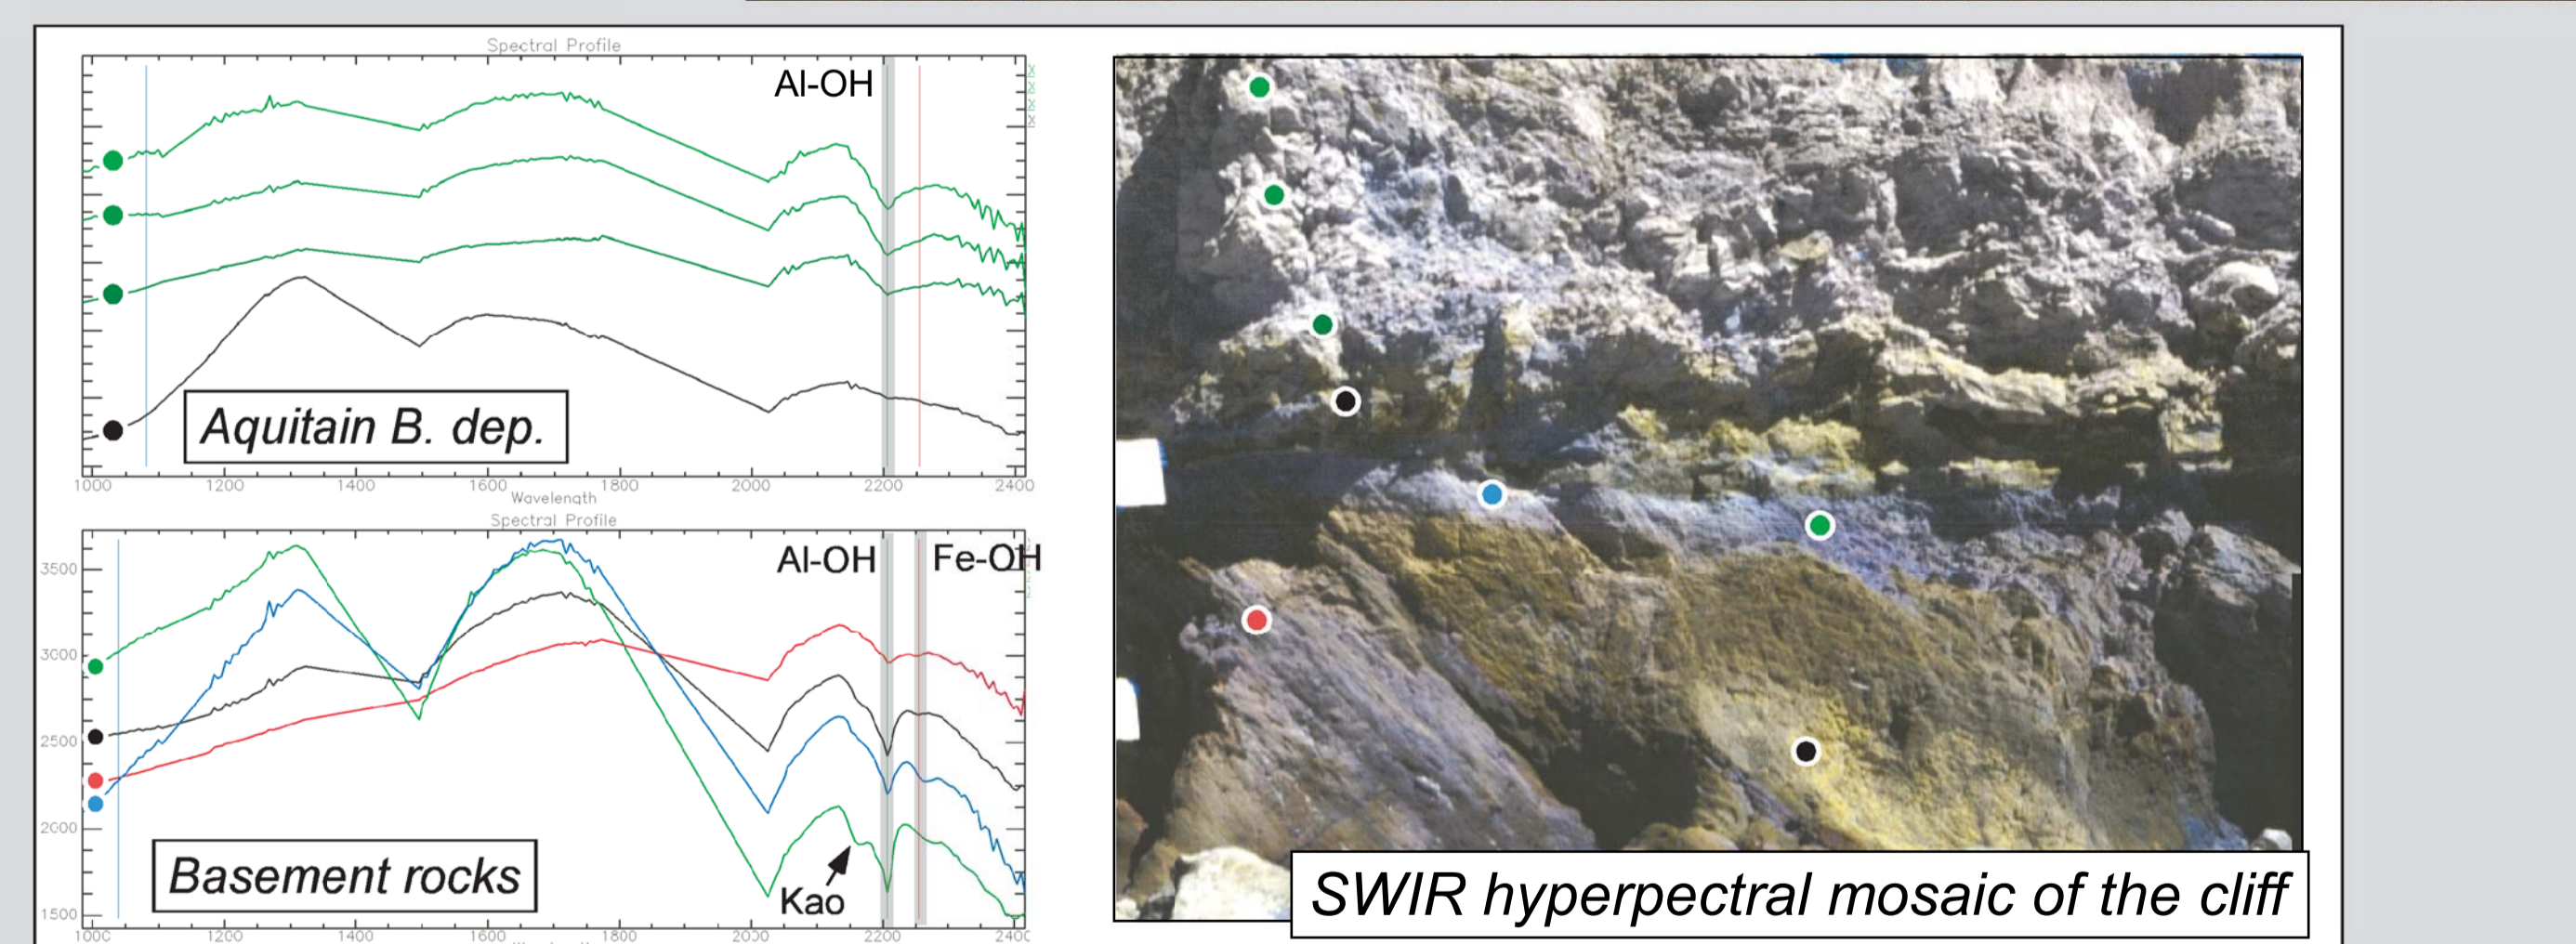 Spectral Profile
Al-OH
Aquitain B. dep.
1000 1200 1400 1600 1800 2000 2200 2400
Wavelength
Spectral Profile
Al-OH Fe-OH
3500
3000
2500
2000
1500
Kao
Basement rocks
1000 1200 1400 1600 1800 2000 2200 2400
SWIR hyperpectral mosaic of the cliff